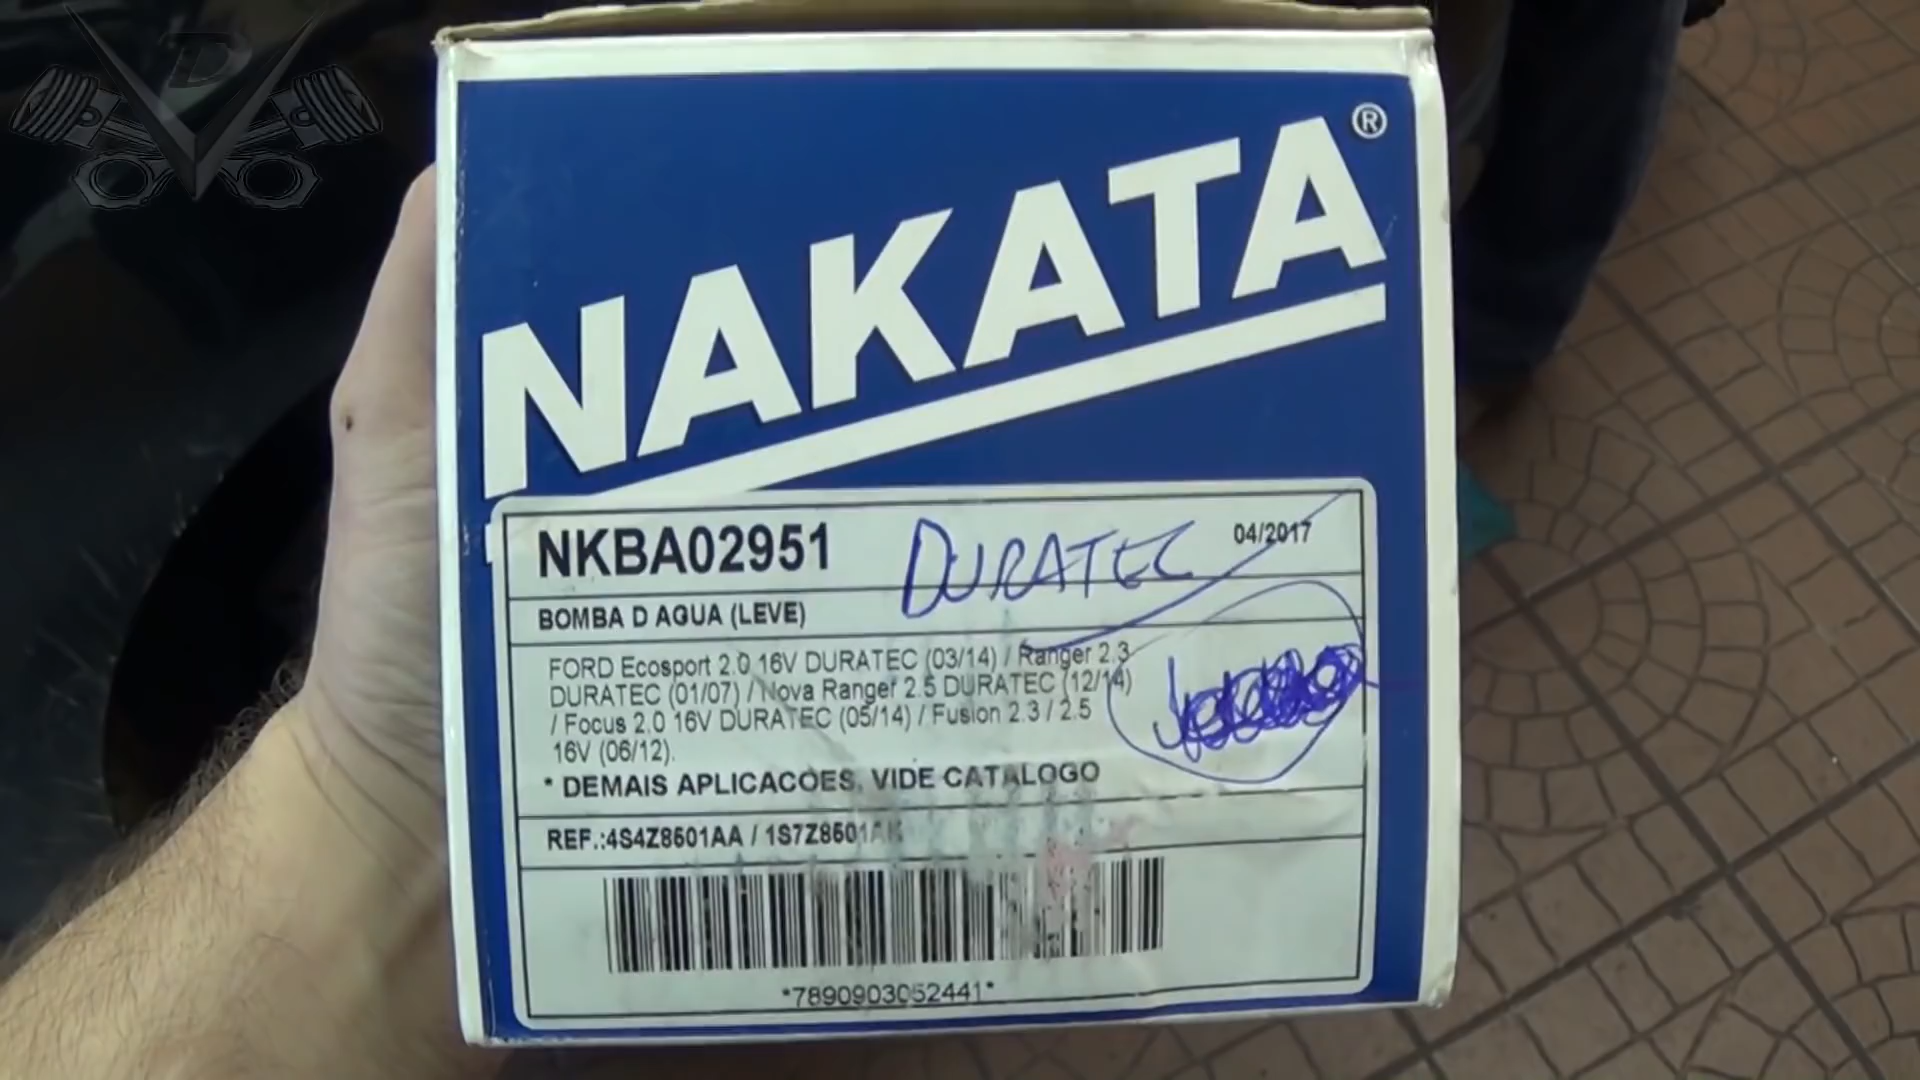 D
NAKATA®
NKBA02951
DURATEC
04/2017
BOMBA D AGUA (LEVE)
FORD Ecosport 2.0 16V DURATEC (03/14) / Ranger 2.3
DURATEC (01/07) / Nova Ranger 2.5 DURATEC (12/14)
/ Focus 2.0 16V DURATEC (05/14) / Fusion 2.3 / 2.5
16V (06/12).
* DEMAIS APLICACOES, VIDE CATALOGO
REF.:4S4Z8501AA /
*7890903052441*